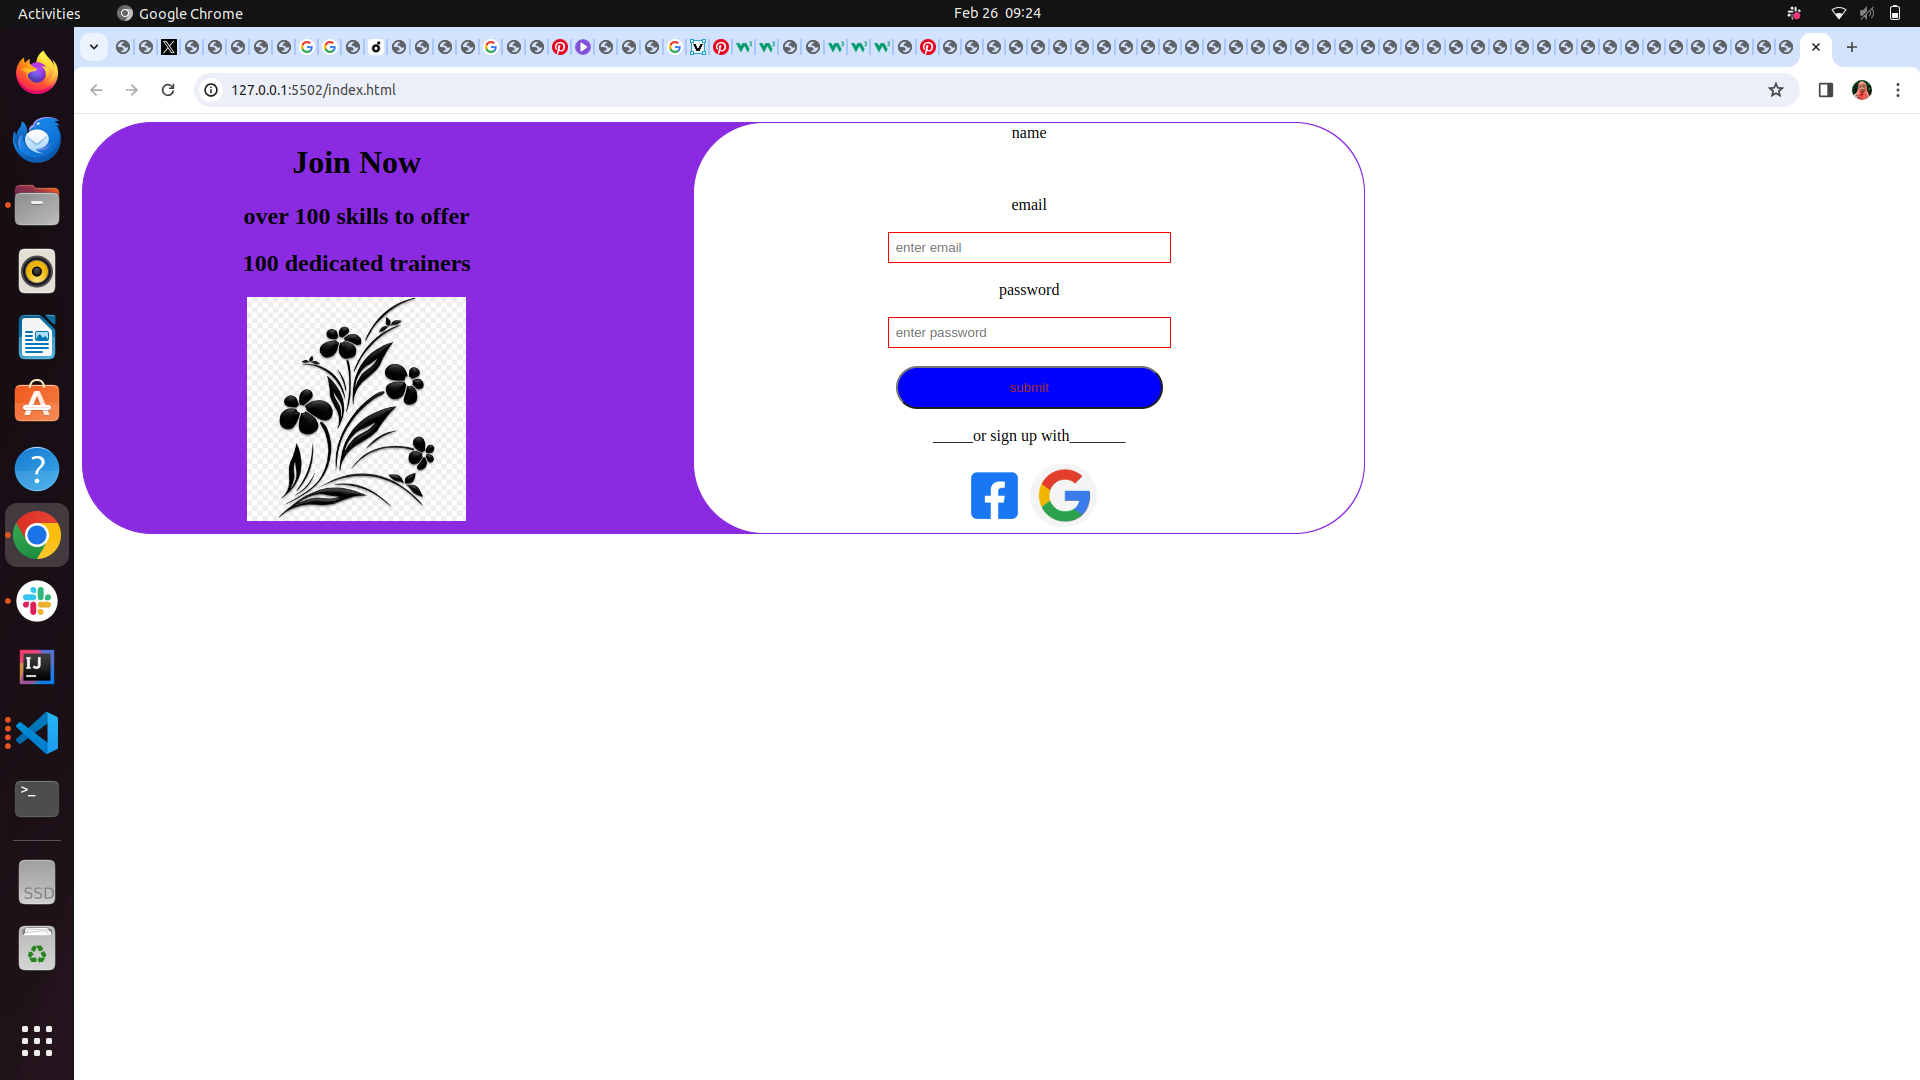 Activities
Google Chrome
Feb 26 09:24
127.0.0.1:5502/index.html
Join Now
over 100 skills to offer
100 dedicated trainers
name
email
enter email
password
enter password
submit
_____or sign up with_______
IJ
>_
SSD